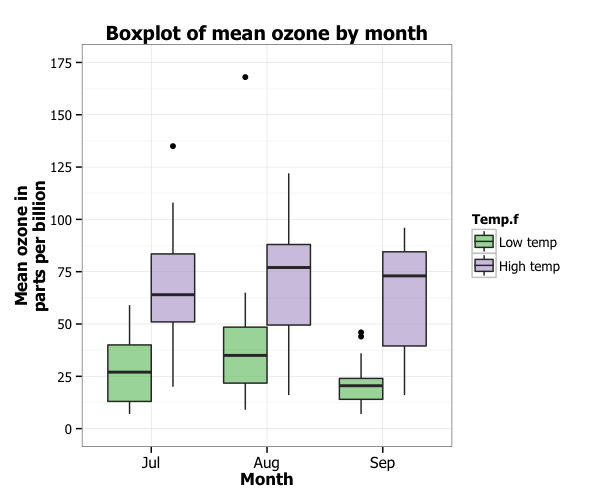 Boxplot of mean ozone by month
175
150
125
100
75
50
25
0
Mean ozone in
parts per billion
Jul
Aug
Sep
Month
Temp.f
Low temp
High temp